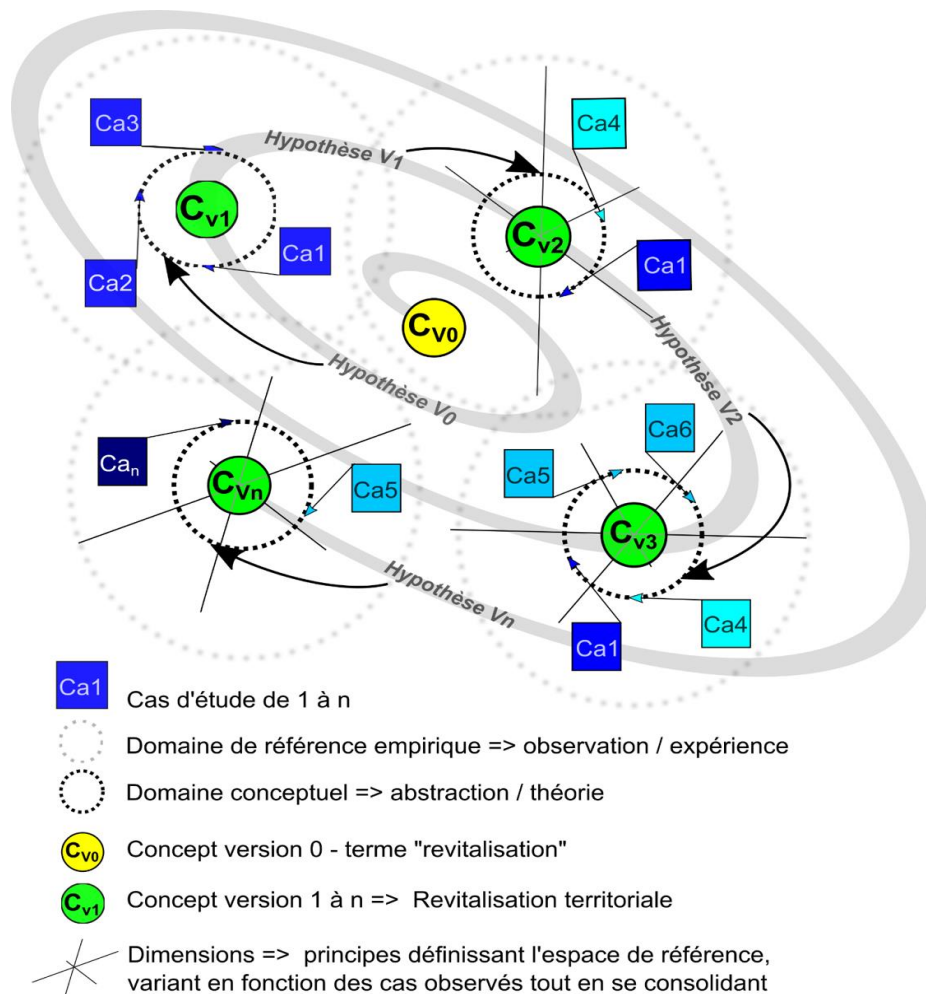 Ca3
Hypothèse V1
Ca4
Cv1
Cv2
Ca1
Ca1
Ca2
CV0
Hypothèse V0
Hypothèse V2
Ca6
Can
CVn
Ca5
Ca5
Cv3
Hypothèse Vn
Ca4
Ca1
Ca1 Cas d'étude de 1 à n
Domaine de référence empirique => observation / expérience
Domaine conceptuel => abstraction / théorie
CV0 Concept version 0 - terme "revitalisation"
Cv1 Concept version 1 à n => Revitalisation territoriale
Dimensions => principes définissant l'espace de référence,
variant en fonction des cas observés tout en se consolidant